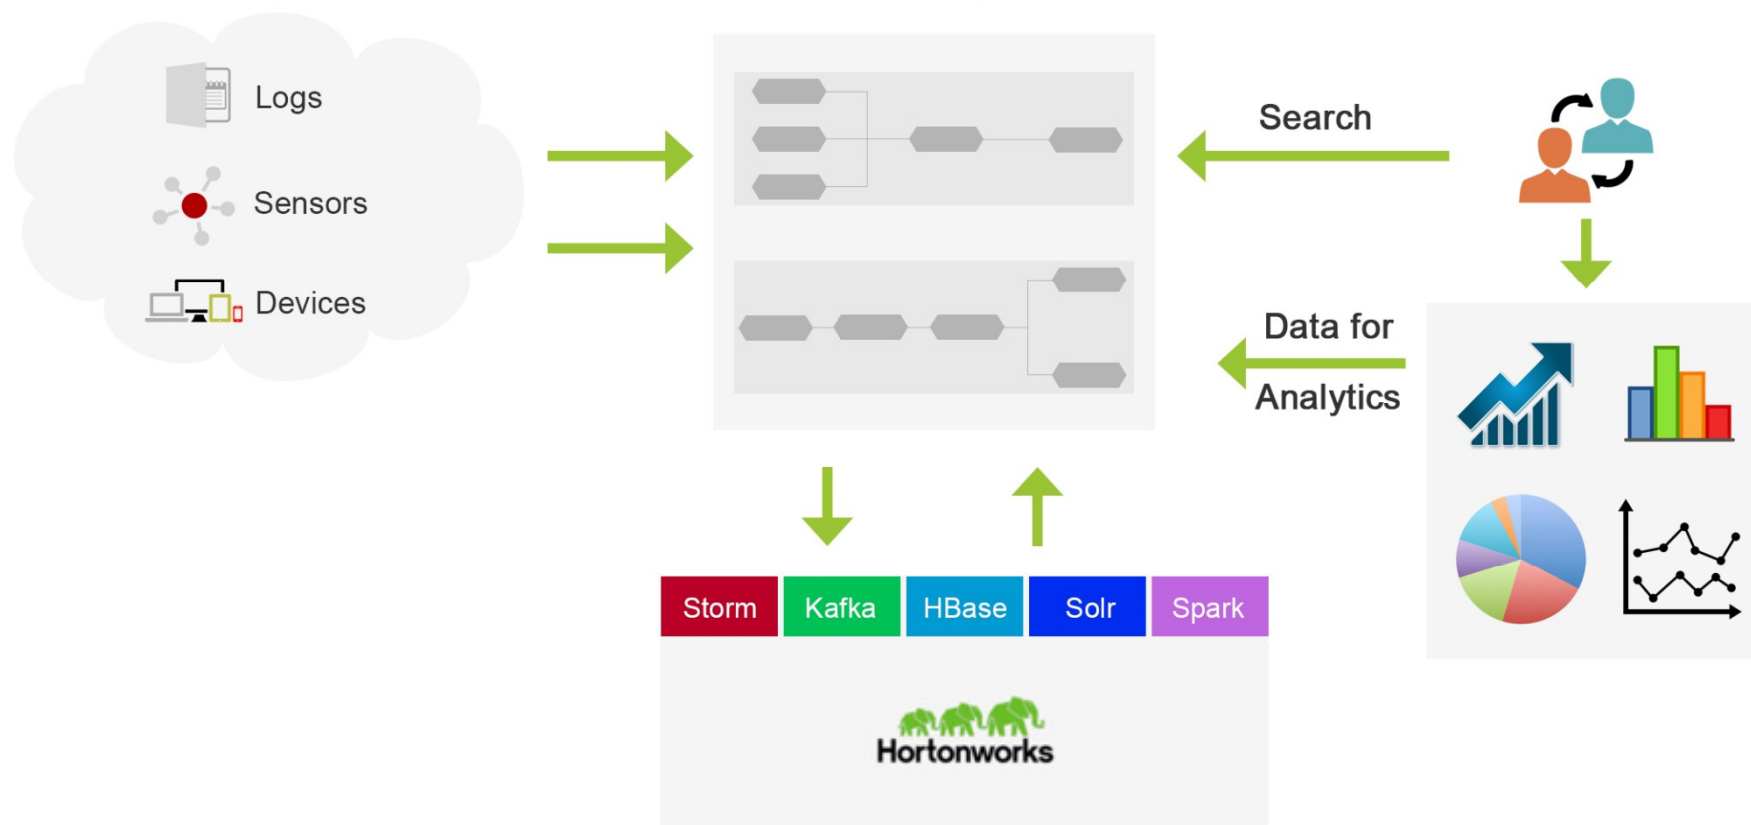 Logs
Sensors
Devices
Search
Data for
Analytics
Storm
Kafka
HBase
Solr
Spark
Hortonworks